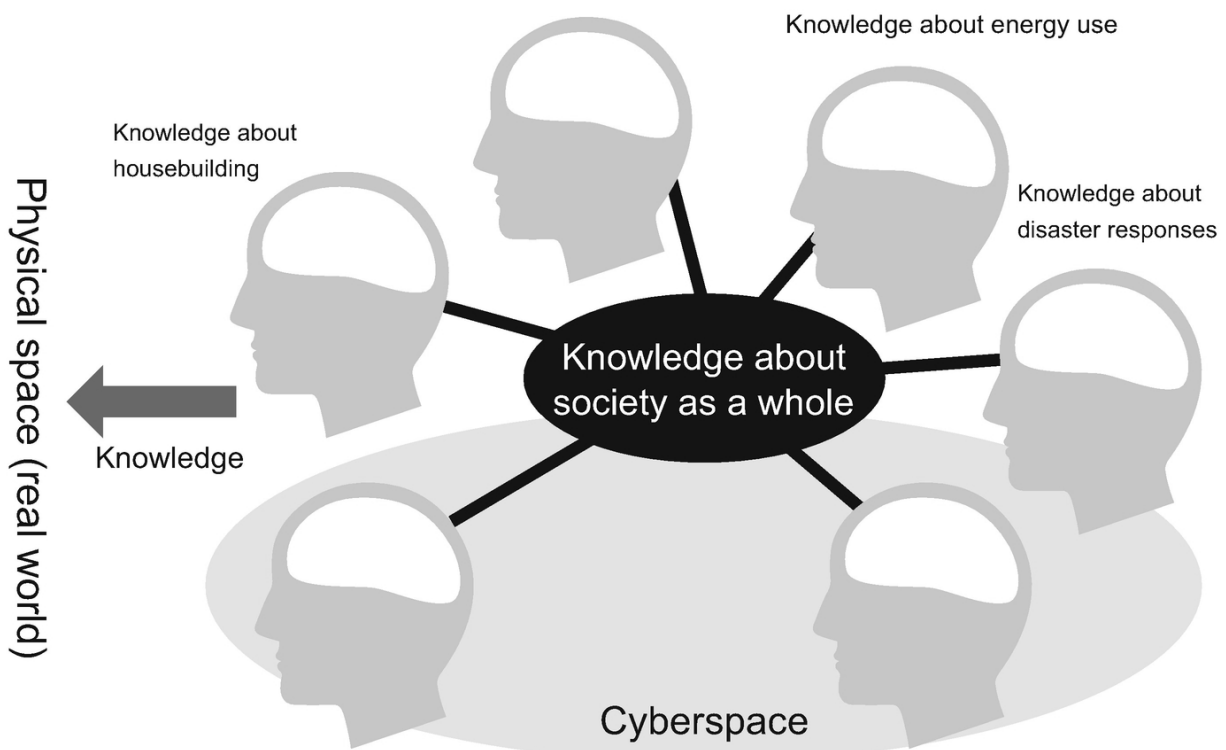 Knowledge about energy use
Knowledge about
housebuilding
Knowledge about
disaster responses
Physical space (real world)
Knowledge about
society as a whole
Knowledge
Cyberspace